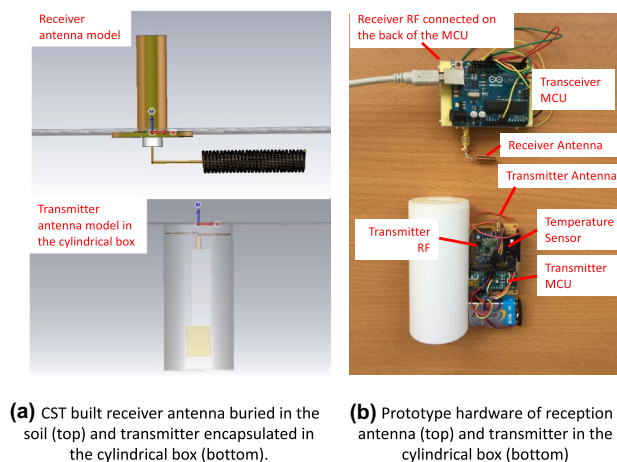 Receiver
antenna model
Transmitter
antenna model in
the cylindrical box
(a) CST built receiver antenna buried in the
soil (top) and transmitter encapsulated in
the cylindrical box (bottom).
Receiver RF connected on
the back of the MCU
Transceiver
MCU
Receiver Antenna
Transmitter Antenna
Transmitter
RF
Temperature
Sensor
Transmitter
MCU
(b) Prototype hardware of reception
antenna (top) and transmitter in the
cylindrical box (bottom)